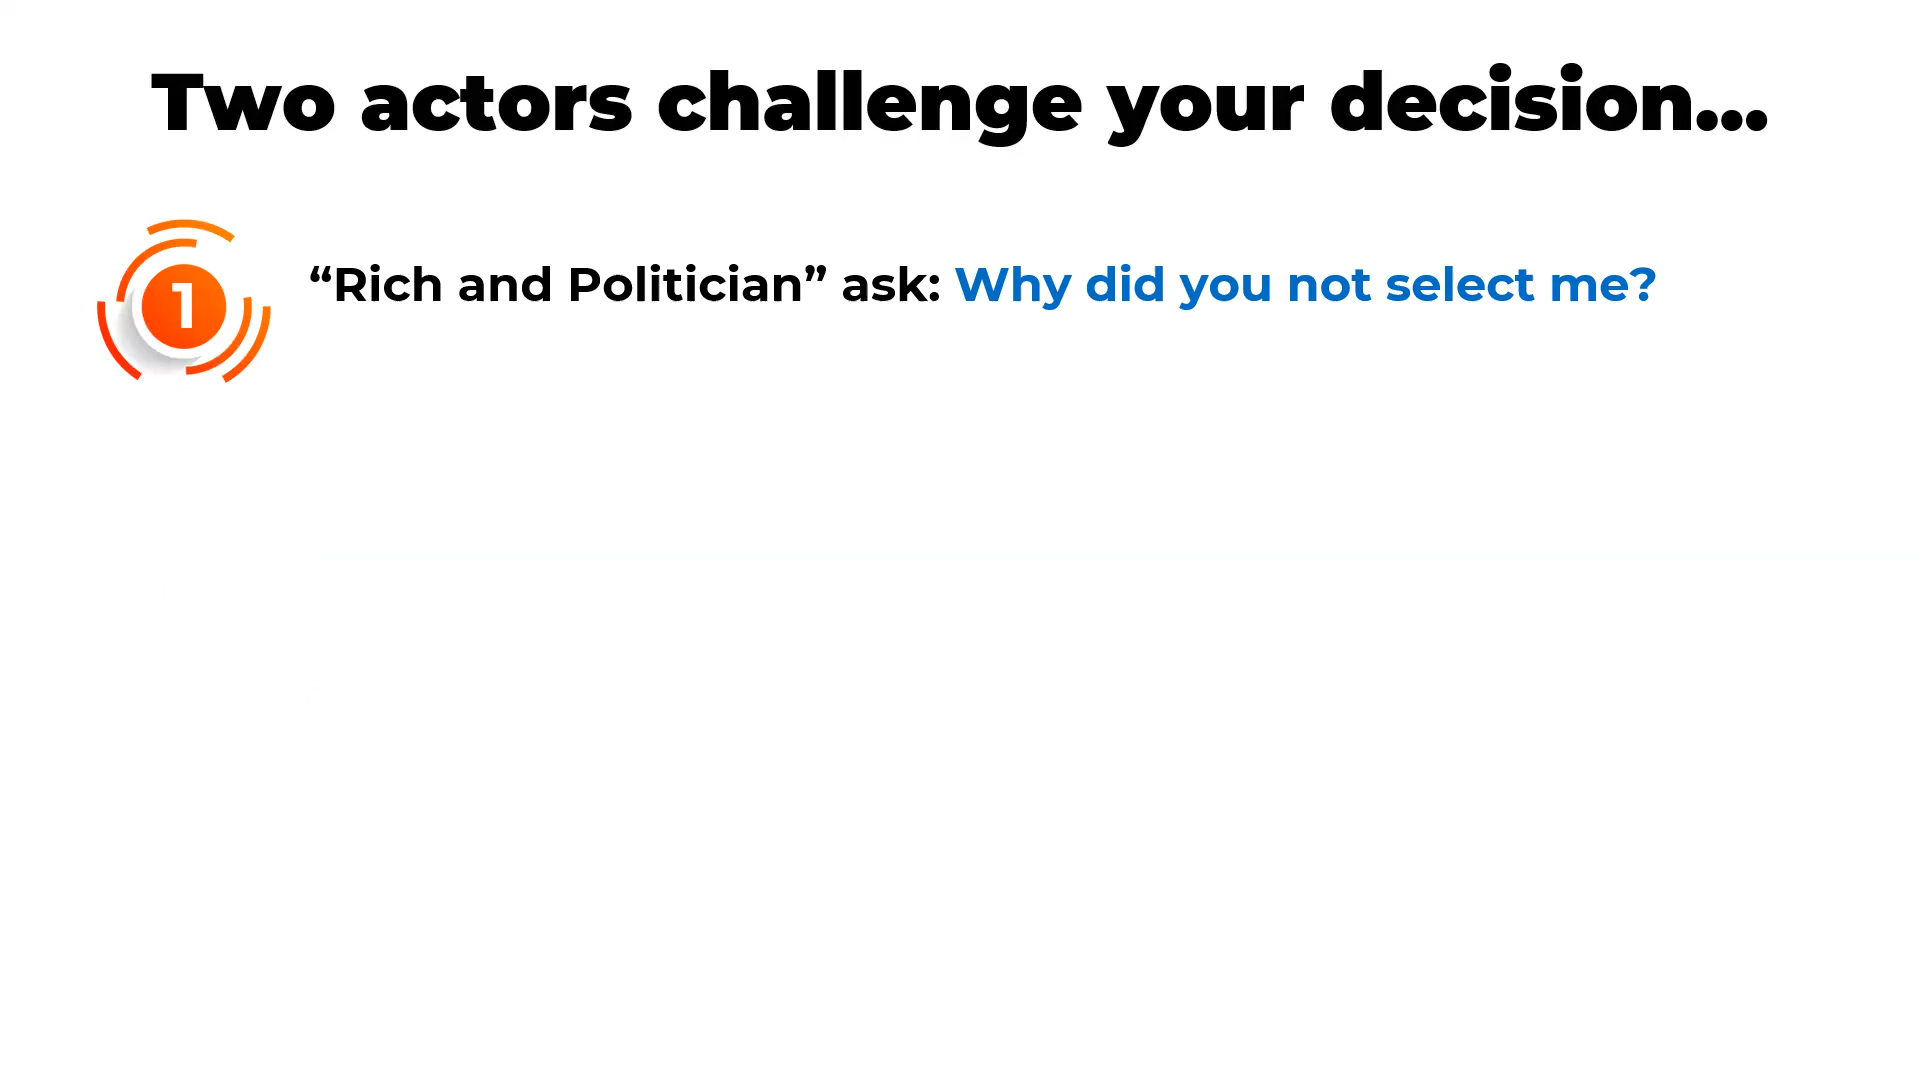 Two actors challenge your decision...
1
“Rich and Politician” ask: Why did you not select me?